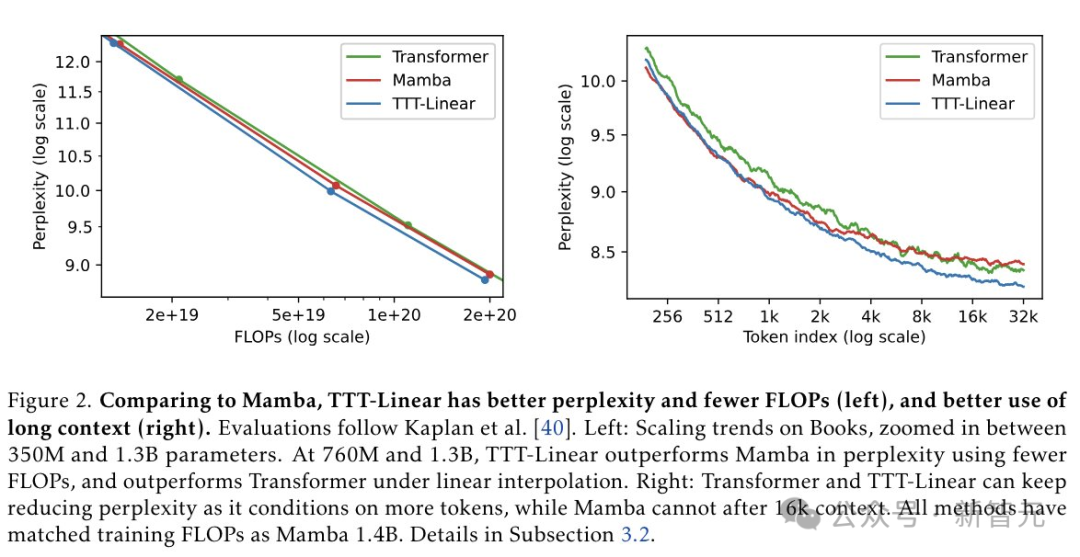 12.0
11.5
11.0
10.5
10.0
9.5
9.0
Perplexity (log scale)
Transformer
Mamba
TTT-Linear
2e+19
5e+19
1e+20
2e+20
FLOPs (log scale)
10.0
9.5
9.0
8.5
Perplexity (log scale)
Transformer
Mamba
TTT-Linear
256
512
1k
2k
4k
8k
16k
32k
Token index (log scale)
Figure 2. Comparing to Mamba, TTT-Linear has better perplexity and fewer FLOPs (left), and better use of
long context (right). Evaluations follow Kaplan et al. [40]. Left: Scaling trends on Books, zoomed in between
350M and 1.3B parameters. At 760M and 1.3B, TTT-Linear outperforms Mamba in perplexity using fewer
FLOPs, and outperforms Transformer under linear interpolation. Right: Transformer and TTT-Linear can keep
reducing perplexity as it conditions on more tokens, while Mamba cannot after 16k context. All methods have
matched training FLOPs as Mamba 1.4B. Details in Subsection 3.2.
公众号·新智元